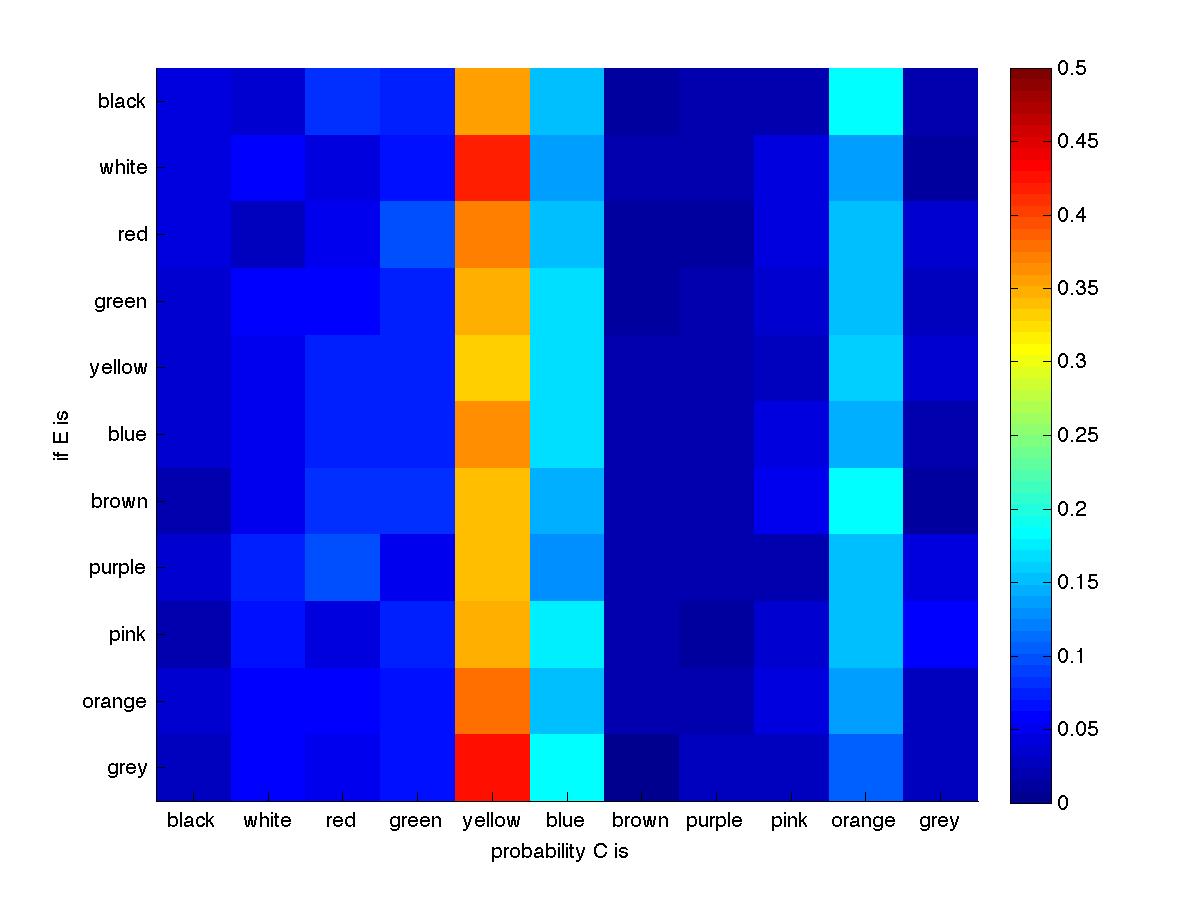 black
white
red
green
yellow
blue
brown
purple
pink
orange
grey
if E is
black white red green yellow blue brown purple pink orange grey
probability C is
0.5
0.45
0.4
0.35
0.3
0.25
0.2
0.15
0.1
0.05
0